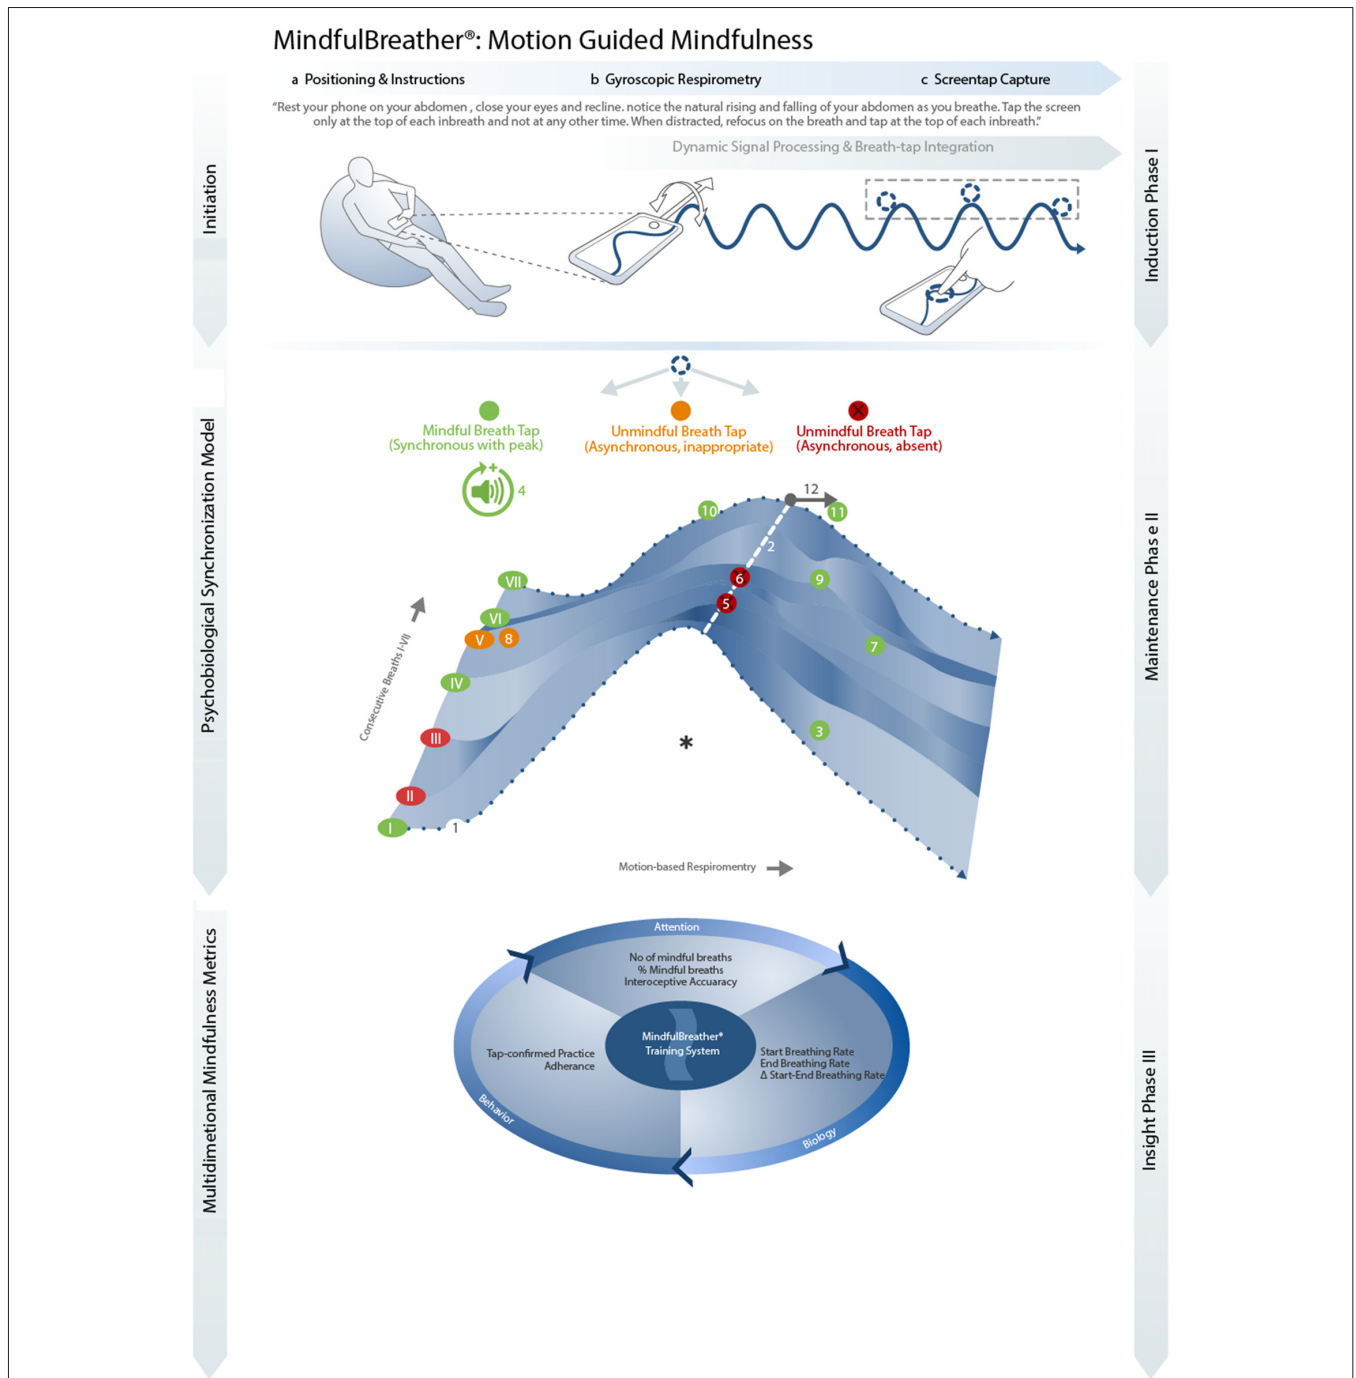 MindfulBreather®: Motion Guided Mindfulness
a Positioning & Instructions
b Gyroscopic Respirometry
c Screentap Capture
"Rest your phone on your abdomen , close your eyes and recline. notice the natural rising and falling of your abdomen as you breathe. Tap the screen
only at the top of each inbreath and not at any other time. When distracted, refocus on the breath and tap at the top of each inbreath."
Dynamic Signal Processing & Breath-tap Integration
Initiation
Induction Phase I
Mindful Breath Tap
(Synchronous with peak)
Unmindful Breath Tap
(Asynchronous, inappropriate)
Unmindful Breath Tap
(Asynchronous, absent)
4
Psychobiological Synchronization Model
Maintenance Phas e II
12
10
11
2
6
9
5
VII
VI
V
8
7
IV
III
3
II
I
1
*
Consecutive Breaths I-VII
Motion-based Respiromentry
Multidimetional Mindfulness Metrics
Insight Phase III
Attention
No of mindful breaths
% Mindful breaths
Interoceptive Accuaracy
MindfulBreather®
Training System
Tap-confirmed Practice
Adherance
Start Breathing Rate
End Breathing Rate
Δ Start-End Breathing Rate
Behavior
Biology